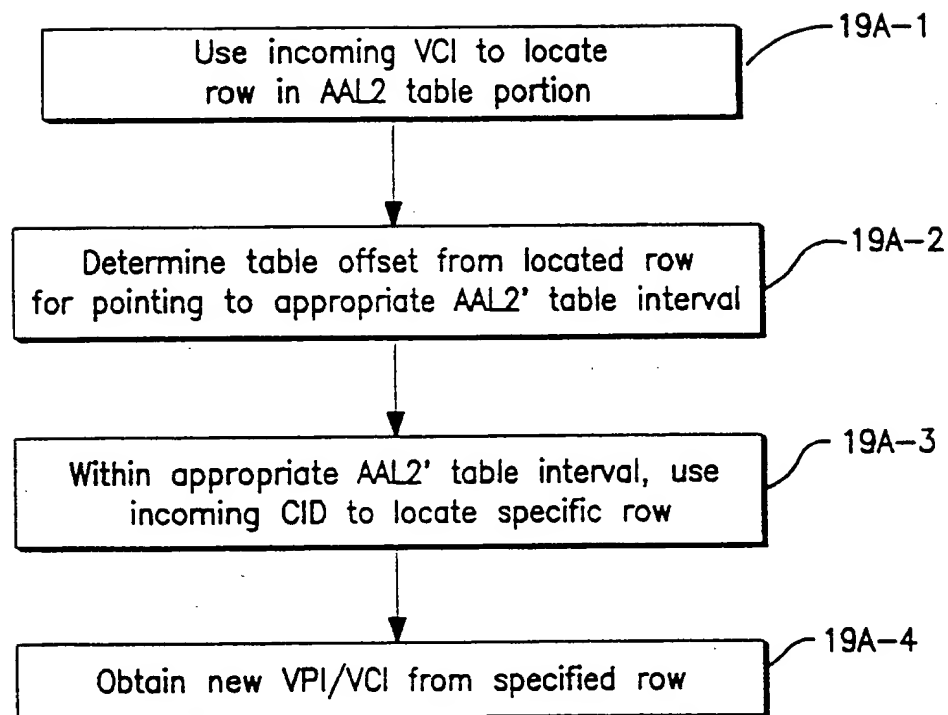 19A-1
Use incoming VCI to locate
row in AAL2 table portion
19A-2
Determine table offset from located row
for pointing to appropriate AAL2' table interval
19A-3
Within appropriate AAL2' table interval, use
incoming CID to locate specific row
19A-4
Obtain new VPI/VCI from specified row